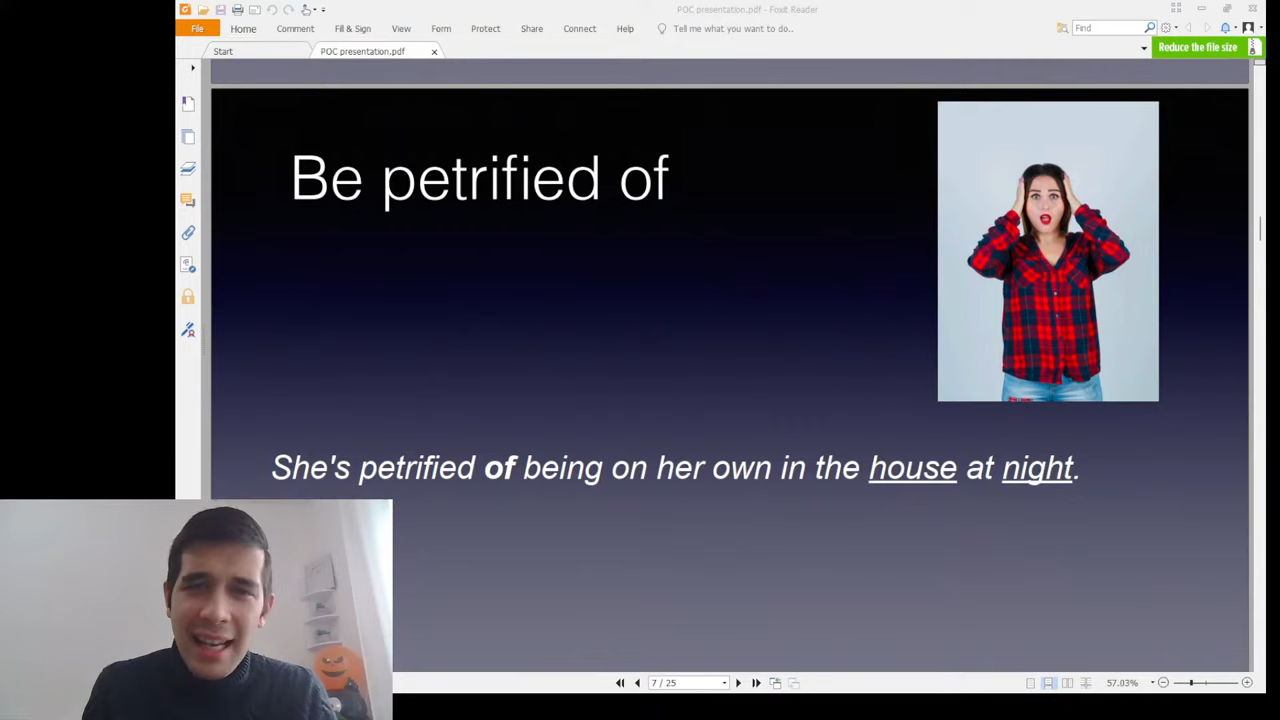 POC presentation.pdf - Foxit Reader
File Home Comment Fill & Sign View Form Protect Share Connect Help Tell me what you want to do.. Find
Start POC presentation.pdf Reduce the file size
Be petrified of
She's petrified of being on her own in the house at night.
7 / 25 57.03%